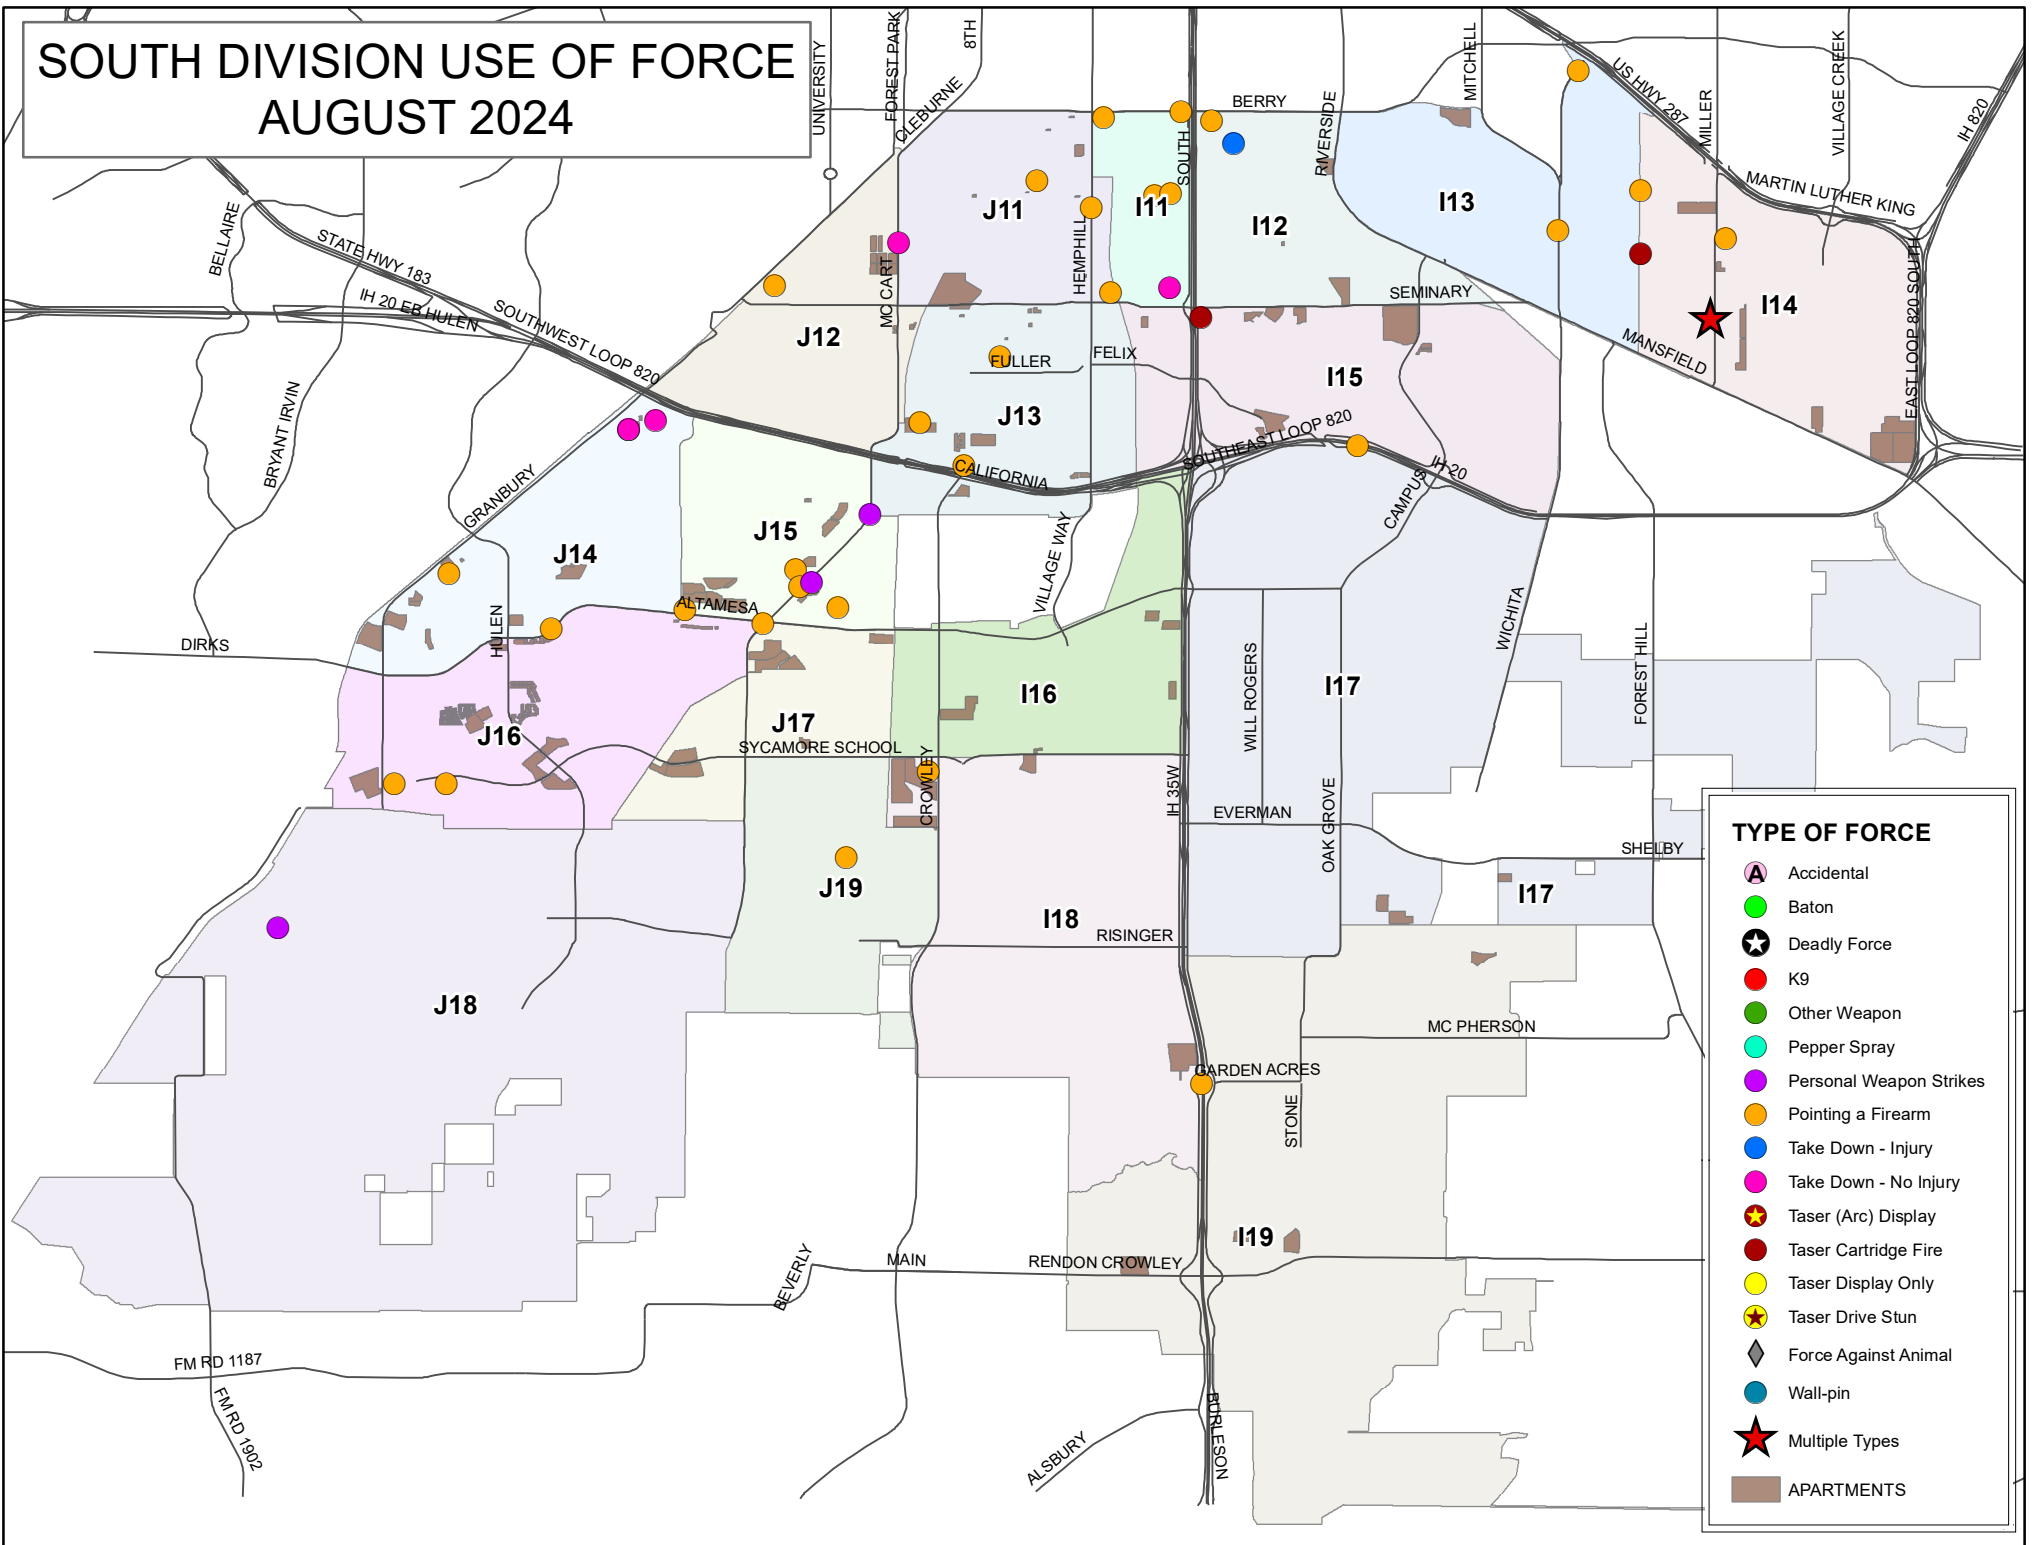 SOUTH DIVISION USE OF FORCE
AUGUST 2024
UNIVERSITY
FOREST PARK
8TH
CLEBURNE
BERRY
RIVERSIDE
MITCHELL
US HWY 287
MILLER
VILLAGE CREEK
IH 820
MARTIN LUTHER KING
BELLAIRE
STATE HWY 183
IH 20 EB HULEN
SOUTHWEST LOOP 820
MC CART
HEMPHILL
SOUTH
J11
I11
I12
I13
I14
SEMINARY
MANSFIELD
EAST LOOP 820 SOUTH
J12
FULLER
FELIX
I15
J13
BRYANT IRVIN
GRANBURY
CALIFORNIA
SOUTHEAST LOOP 820
IH 20
CAMPUS
J15
J14
VILLAGE WAY
ALTAMESA
HULEN
DIRKS
WICHITA
WILL ROGERS
FOREST HILL
I16
I17
J17
J16
SYCAMORE SCHOOL
CROWLEY
IH 35W
EVERMAN
OAK GROVE
SHELBY
J19
I17
I18
RISINGER
J18
MC PHERSON
GARDEN ACRES
STONE
I19
MAIN
RENDON CROWLEY
BEVERLY
FM RD 1187
FM RD 1902
ALSBURY
BURLESON
TYPE OF FORCE
A
Accidental
Baton
Deadly Force
K9
Other Weapon
Pepper Spray
Personal Weapon Strikes
Pointing a Firearm
Take Down - Injury
Take Down - No Injury
Taser (Arc) Display
Taser Cartridge Fire
Taser Display Only
Taser Drive Stun
Force Against Animal
Wall-pin
Multiple Types
APARTMENTS